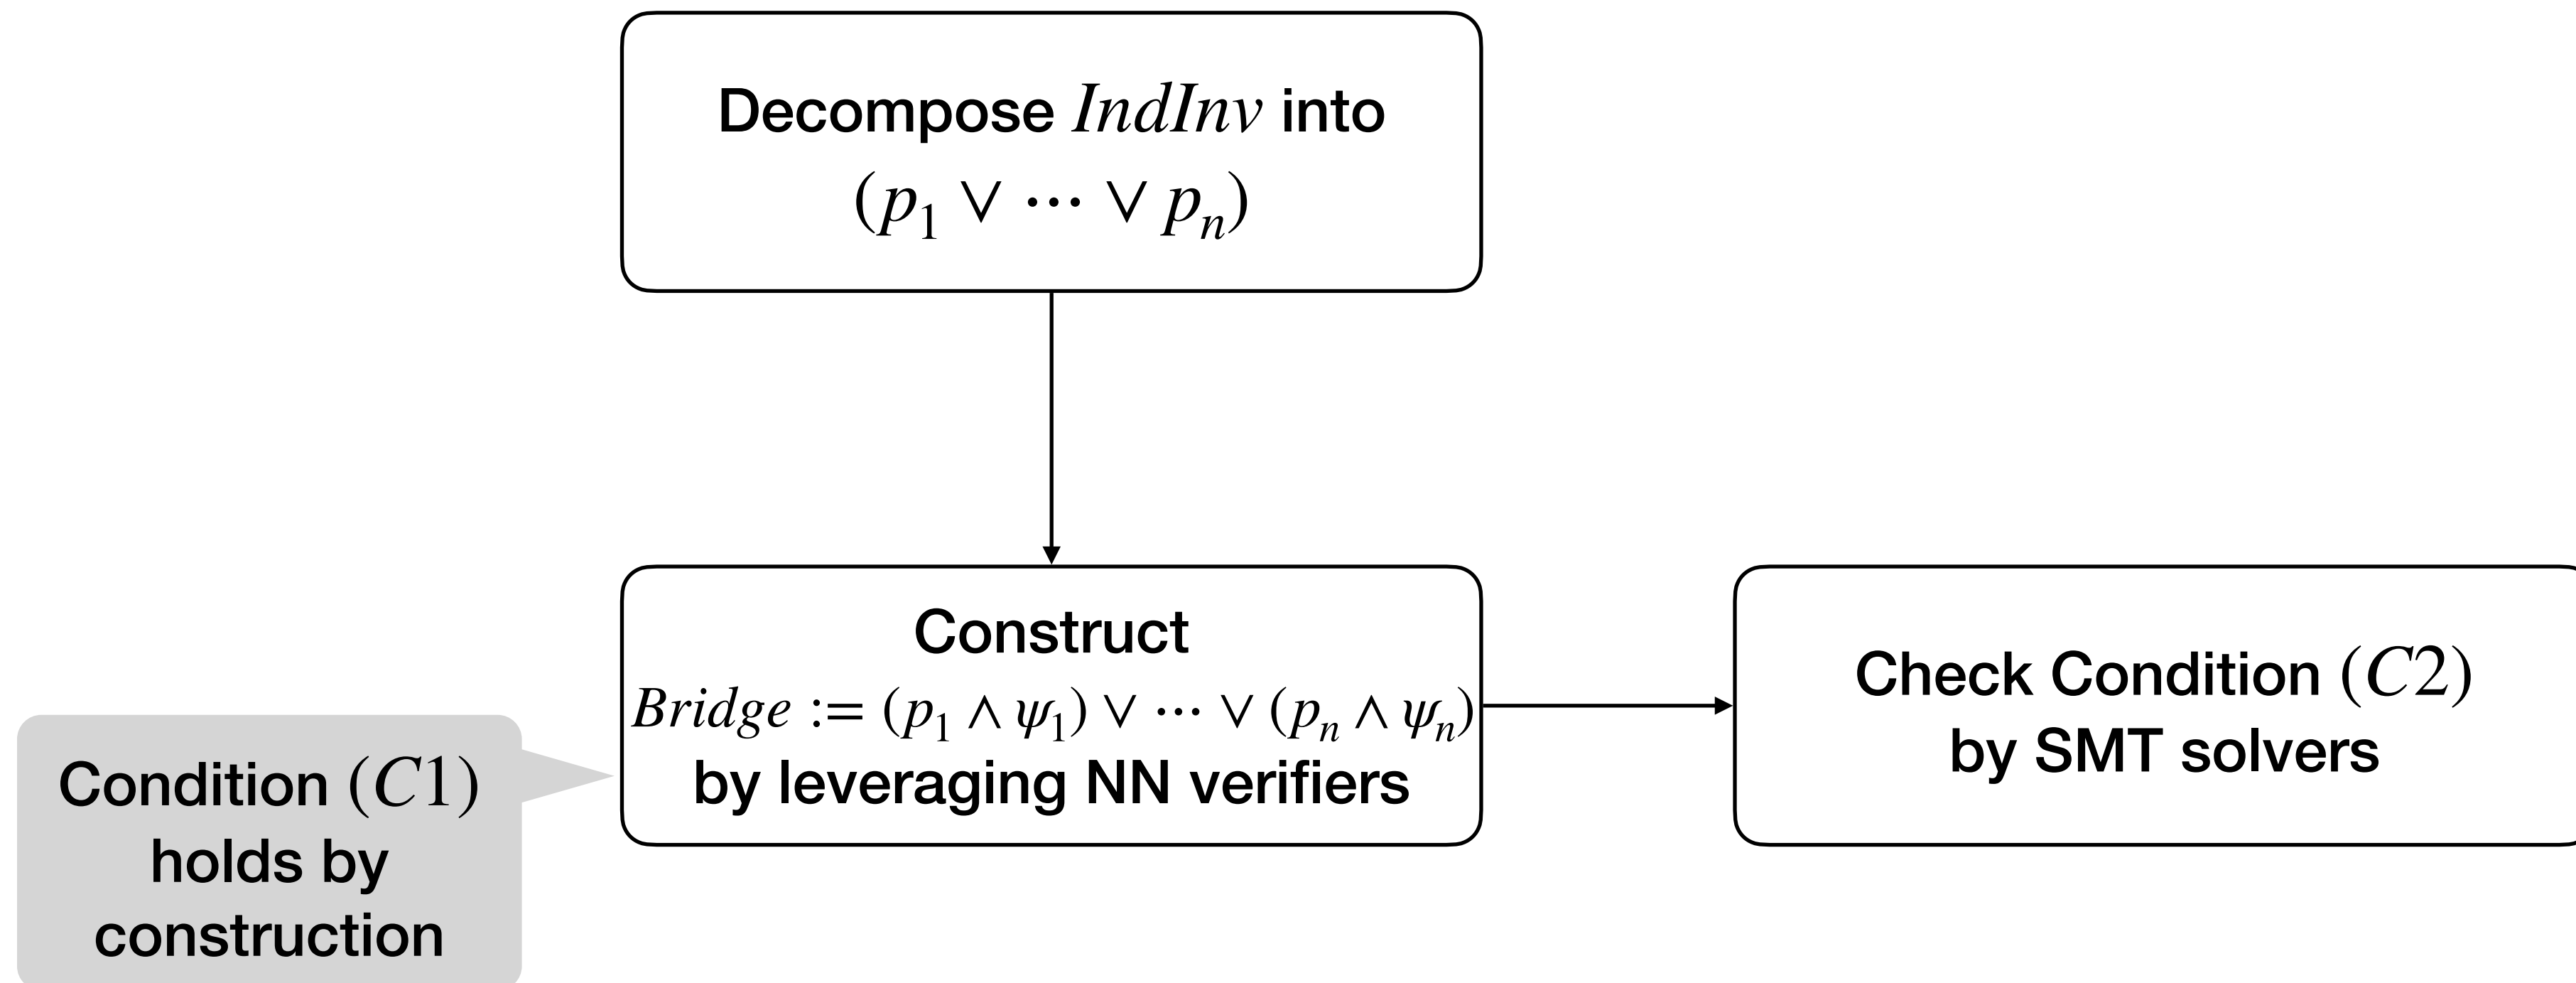 Decompose IndInv into
(p₁ ∨ ⋯ ∨ pₙ)
Construct
Bridge := (p₁ ∧ ψ₁) ∨ ⋯ ∨ (pₙ ∧ ψₙ)
by leveraging NN verifiers
Check Condition (C2)
by SMT solvers
Condition (C1)
holds by
construction